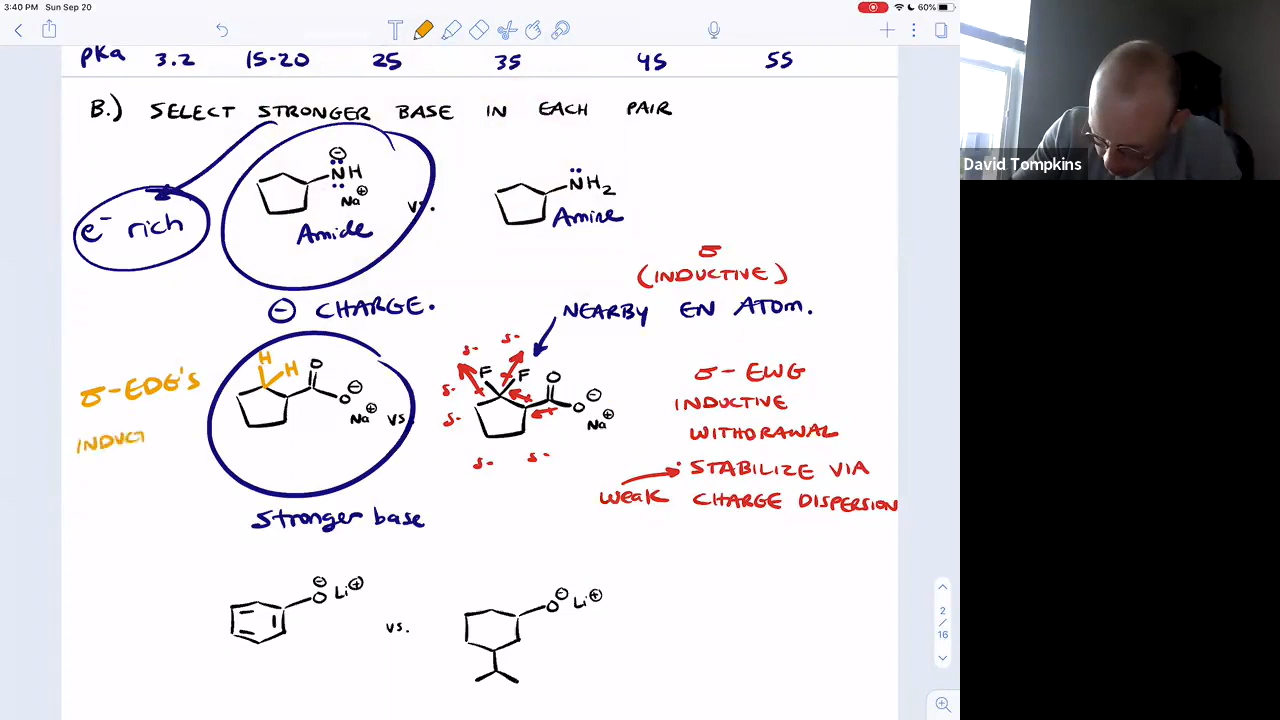 3:40 PM Sun Sep 20
60%
T
pKa 3.2 15-20 25 35 45 55
B.) SELECT STRONGER BASE IN EACH PAIR
David Tompkins
⊖
NH
Na⊕
Amide
vs.
NH2
Amine
e⁻ rich
σ
(INDUCTIVE)
⊖ CHARGE.
NEARBY EN ATOM.
H
H
O
O⊖
Na⊕
vs.
δ-
δ-
δ-
δ-
δ-
δ-
F F
O
O⊖
Na⊕
σ-EDG's
INDUCT
σ-EWG
INDUCTIVE
WITHDRAWAL
STABILIZE VIA
weak CHARGE DISPERSION
Stronger base
O⊖ Li⊕
vs.
O⊖ Li⊕
2
/
16